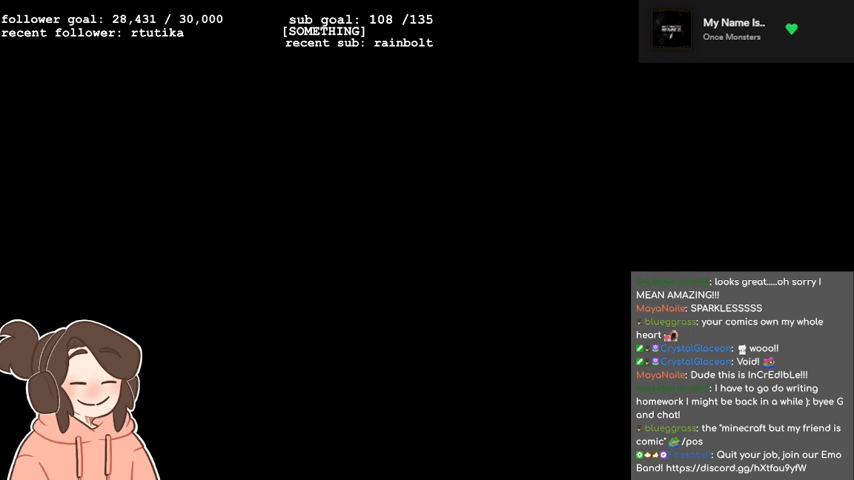 follower goal: 28,431 / 30,000
recent follower: rtutika
sub goal: 108 /135
[SOMETHING]
recent sub: rainbolt
My Name Is..
Once Monsters
: looks great.....oh sorry I
MEAN AMAZING!!!
MayaNaile: SPARKLESSSSS
blueggrass: your comics own my whole
heart
CrystalGlaceon: wooo!!
CrystalGlaceon: Void!
MayaNaile: Dude this is InCrEdIbLe!!!
: I have to go do writing
homework I might be back in a while ): byee G
and chat!
blueggrass: the "minecraft but my friend is
comic" /pos
: Quit your job, join our Emo
Band! https://discord.gg/hXtfau9yfW